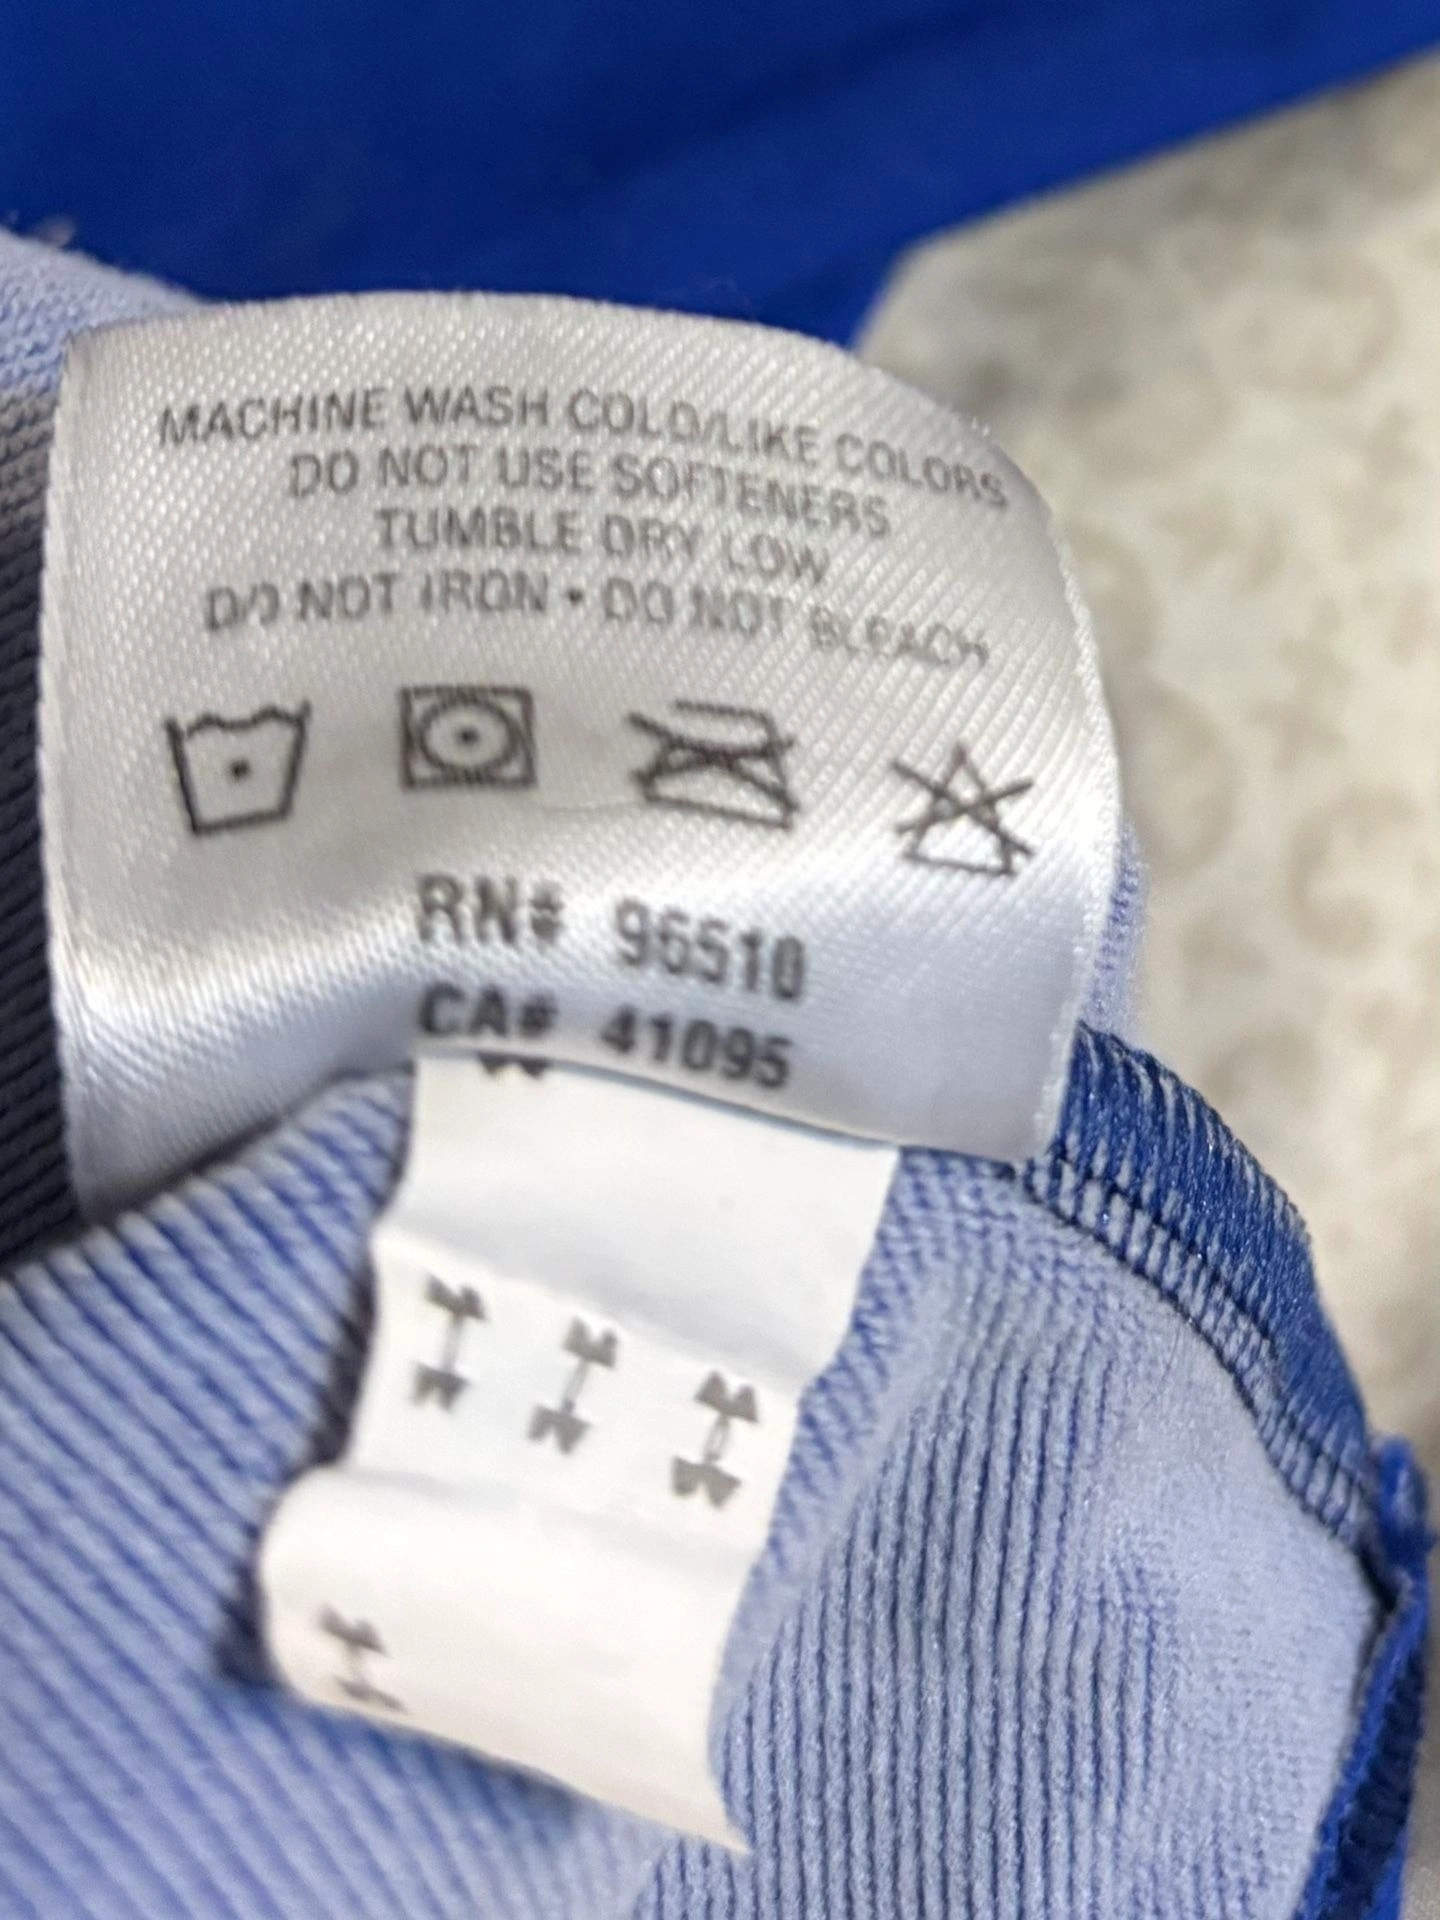 MACHINE WASH COLD/LIKE COLORS
DO NOT USE SOFTENERS
TUMBLE DRY LOW
DO NOT IRON • DO NOT BLEACH
RN# 96510
CA# 41095